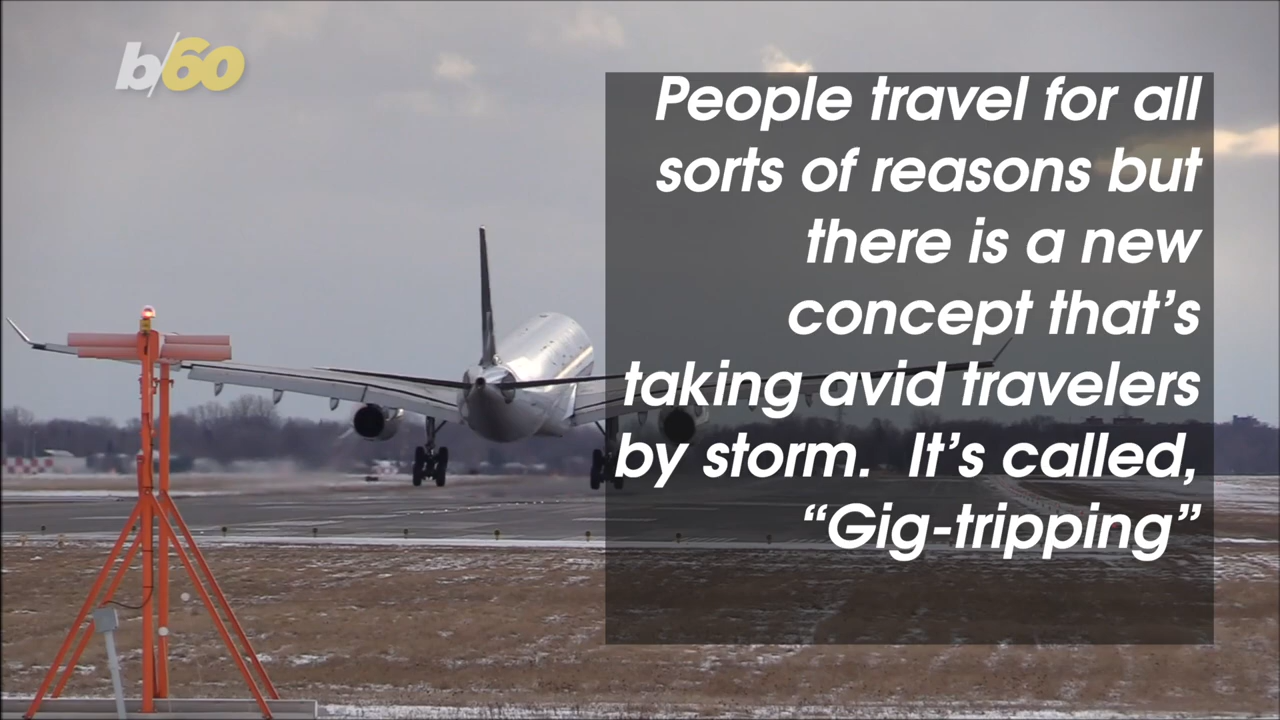 b/60
People travel for all
sorts of reasons but
there is a new
concept that’s
taking avid travelers
by storm.  It’s called,
“Gig-tripping”